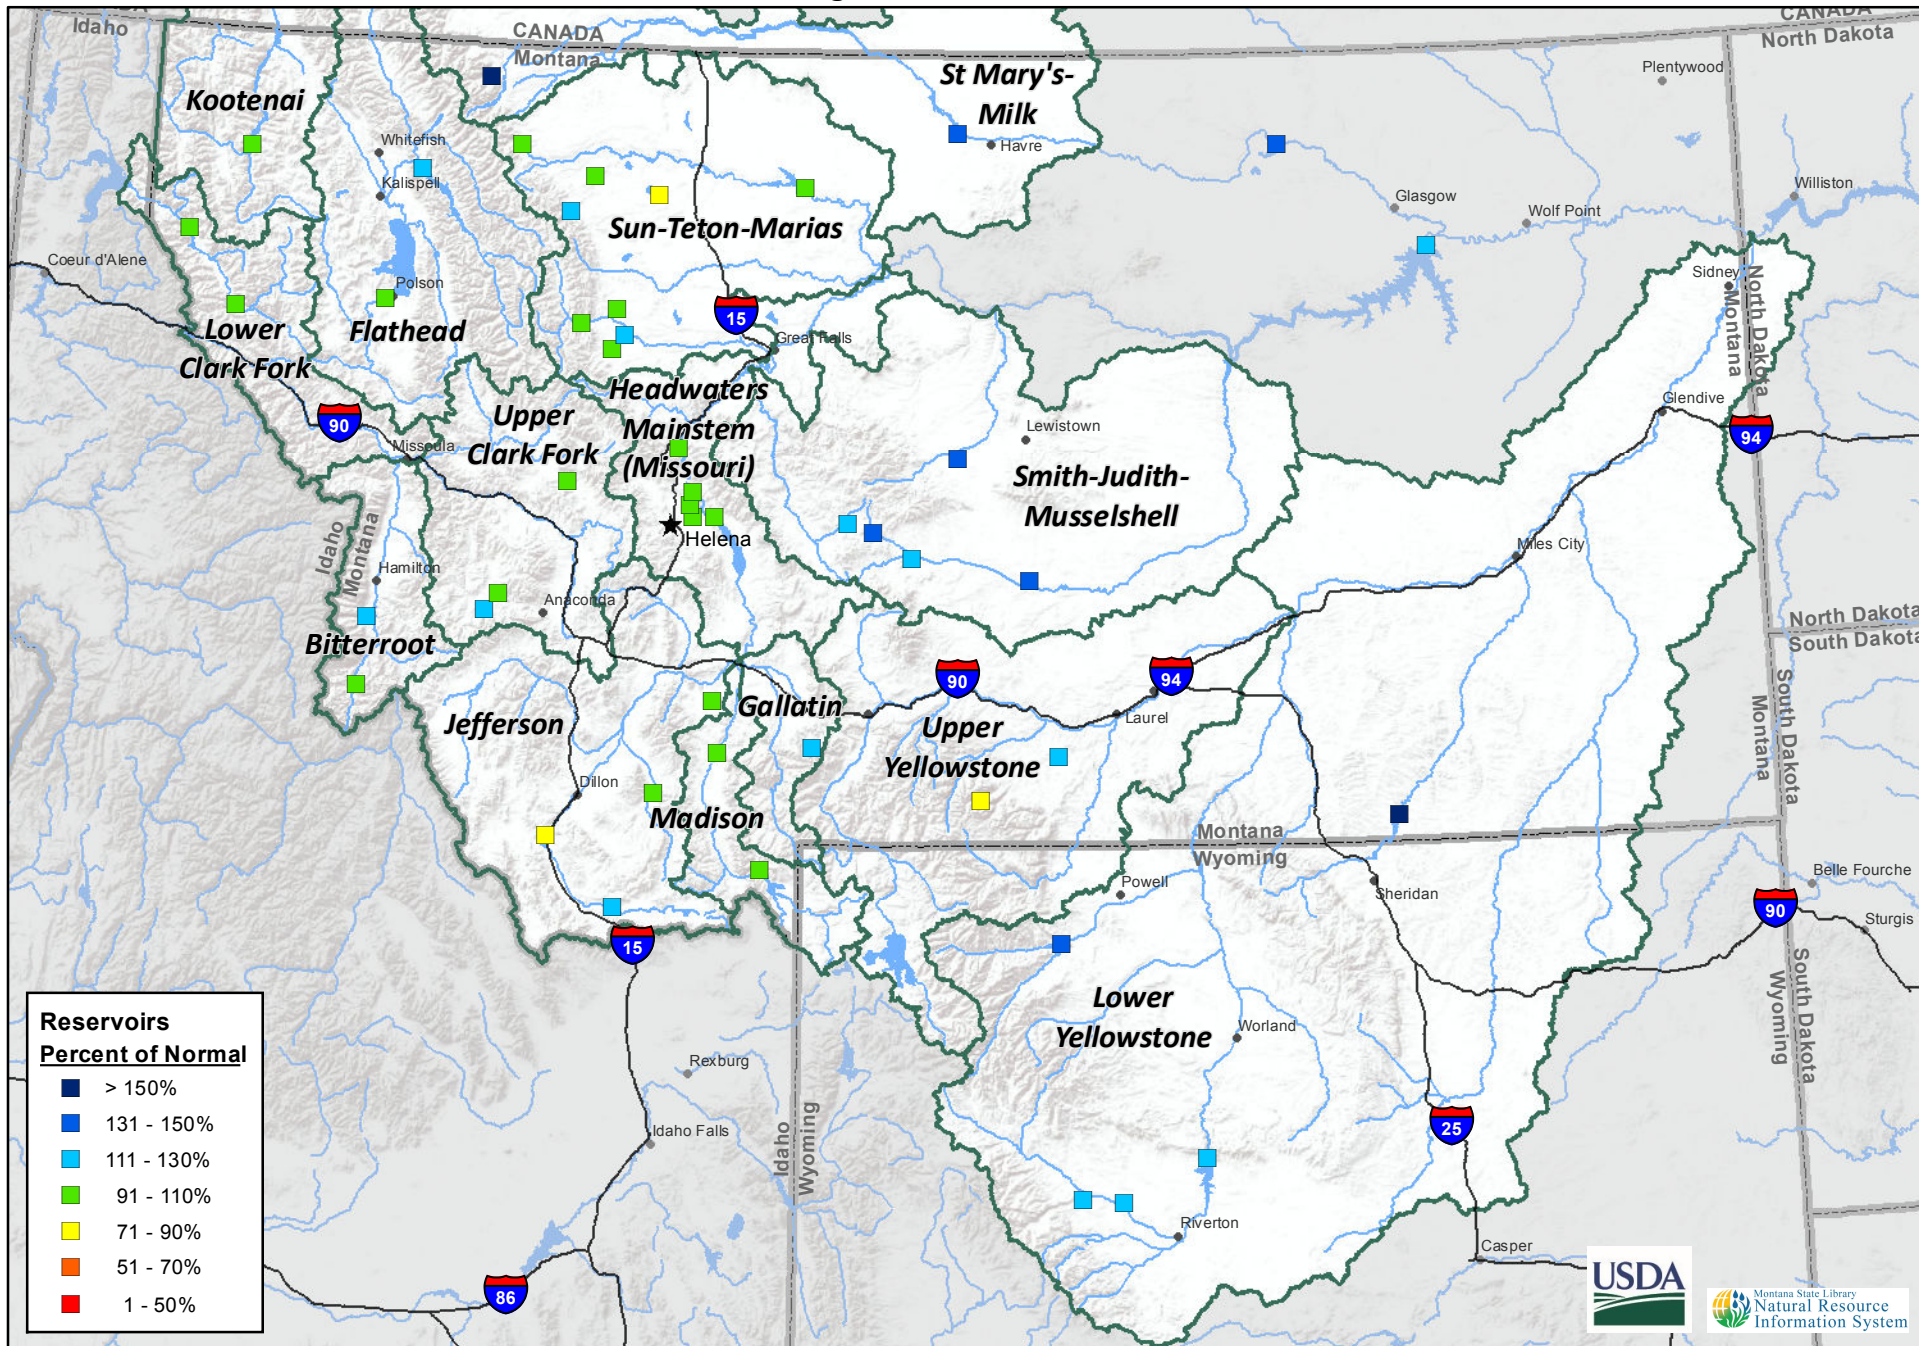 CANADA
Idaho
CANADA
Montana
CANADA
North Dakota
St Mary's-
Milk
Plentywood
Kootenai
Whitefish
Havre
Kalispell
Glasgow
Wolf Point
Williston
Sun-Teton-Marias
Coeur d'Alene
Polson
Sidney
North Dakota
Montana
Lower
Clark Fork
Flathead
15
Great Falls
Headwaters
Mainstem
(Missouri)
Upper
Clark Fork
90
Missoula
Lewistown
Glendive
94
Smith-Judith-
Musselshell
Helena
Idaho
Montana
Hamilton
Anaconda
Miles City
North Dakota
South Dakota
Bitterroot
Jefferson
Gallatin
90
94
Laurel
Upper
Yellowstone
South Dakota
Montana
Dillon
Madison
Montana
Wyoming
Powell
Sheridan
Belle Fourche
90
Sturgis
15
Lower
Yellowstone
Worland
South Dakota
Wyoming
Rexburg
Idaho Falls
Idaho
Wyoming
25
Riverton
Casper
86
Reservoirs
Percent of Normal
> 150%
131 - 150%
111 - 130%
91 - 110%
71 - 90%
51 - 70%
1 - 50%
USDA
Montana State Library
Natural Resource
Information System